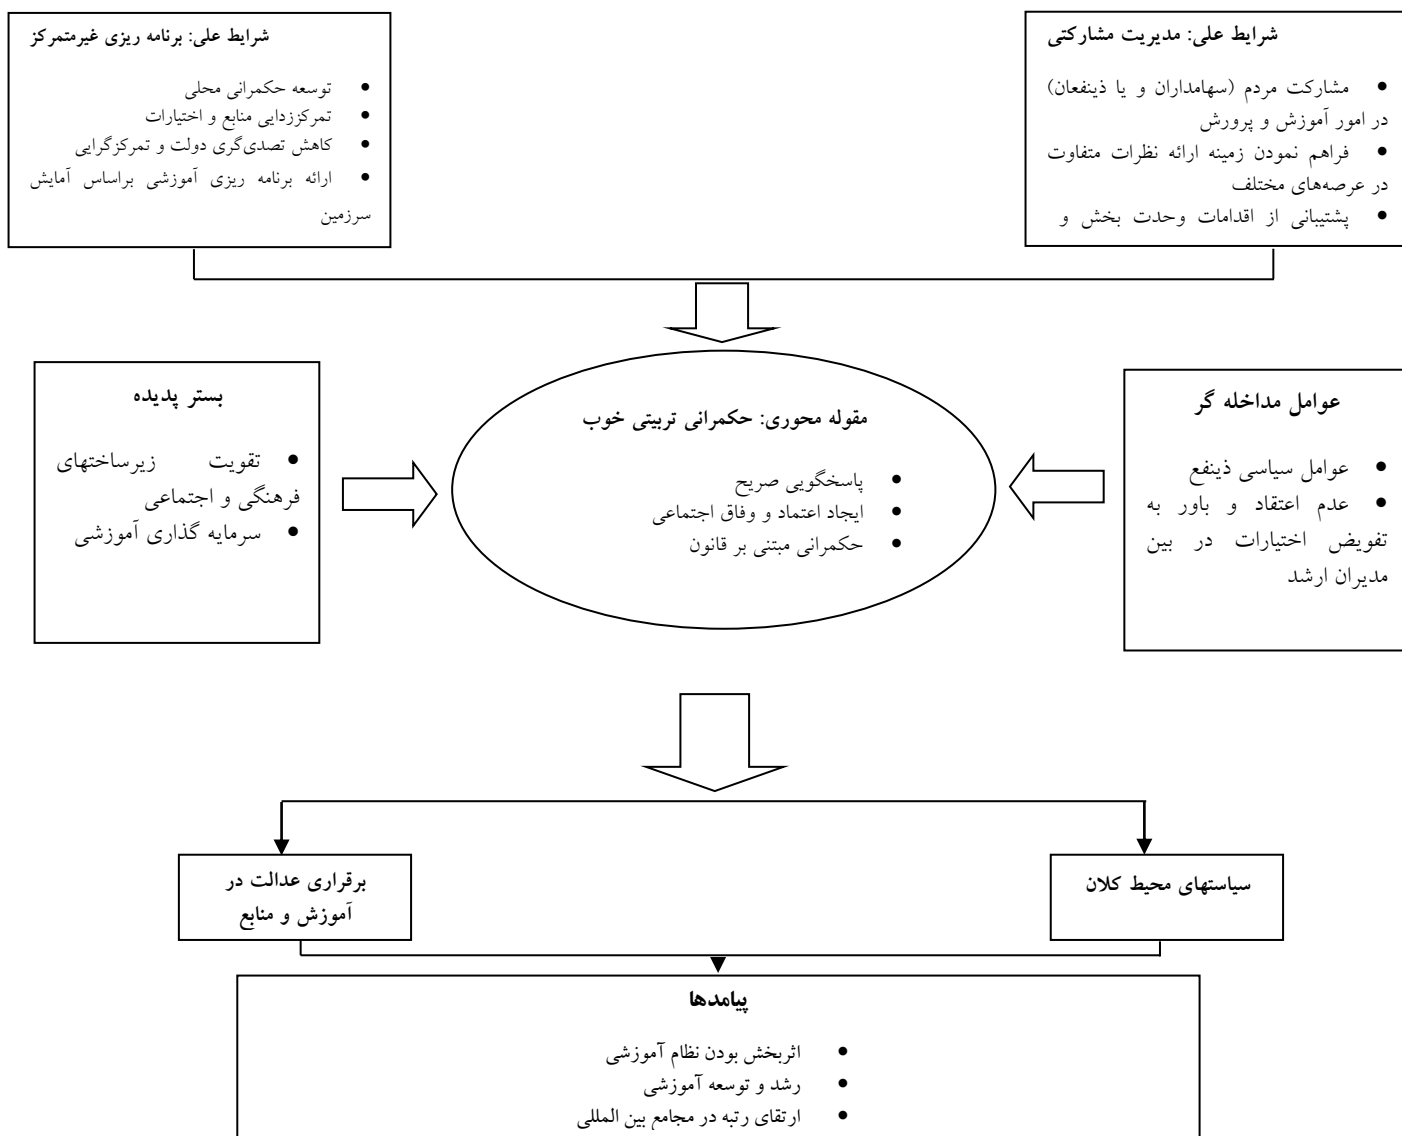 شرایط علی: مدیریت مشارکتی
● مشارکت مردم (سهامداران و یا ذینفعان)
در امور آموزش و پرورش
● فراهم نمودن زمینه ارائه نظرات متفاوت
در عرصه‌های مختلف
● پشتیبانی از اقدامات وحدت بخش و
شرایط علی: برنامه ریزی غیرمتمرکز
● توسعه حکمرانی محلی
● تمرکززدایی منابع و اختیارات
● کاهش تصدی‌گری دولت و تمرکزگرایی
● ارائه برنامه ریزی آموزشی براساس آمایش
سرزمین
عوامل مداخله گر
● عوامل سیاسی ذینفع
● عدم اعتقاد و باور به
تفویض اختیارات در بین
مدیران ارشد
مقوله محوری: حکمرانی تربیتی خوب
● پاسخگویی صریح
● ایجاد اعتماد و وفاق اجتماعی
● حکمرانی مبتنی بر قانون
بستر پدیده
● تقویت زیرساختهای
فرهنگی و اجتماعی
● سرمایه گذاری آموزشی
سیاستهای محیط کلان
برقراری عدالت در
آموزش و منابع
پیامدها
● اثربخش بودن نظام آموزشی
● رشد و توسعه آموزشی
● ارتقای رتبه در مجامع بین المللی